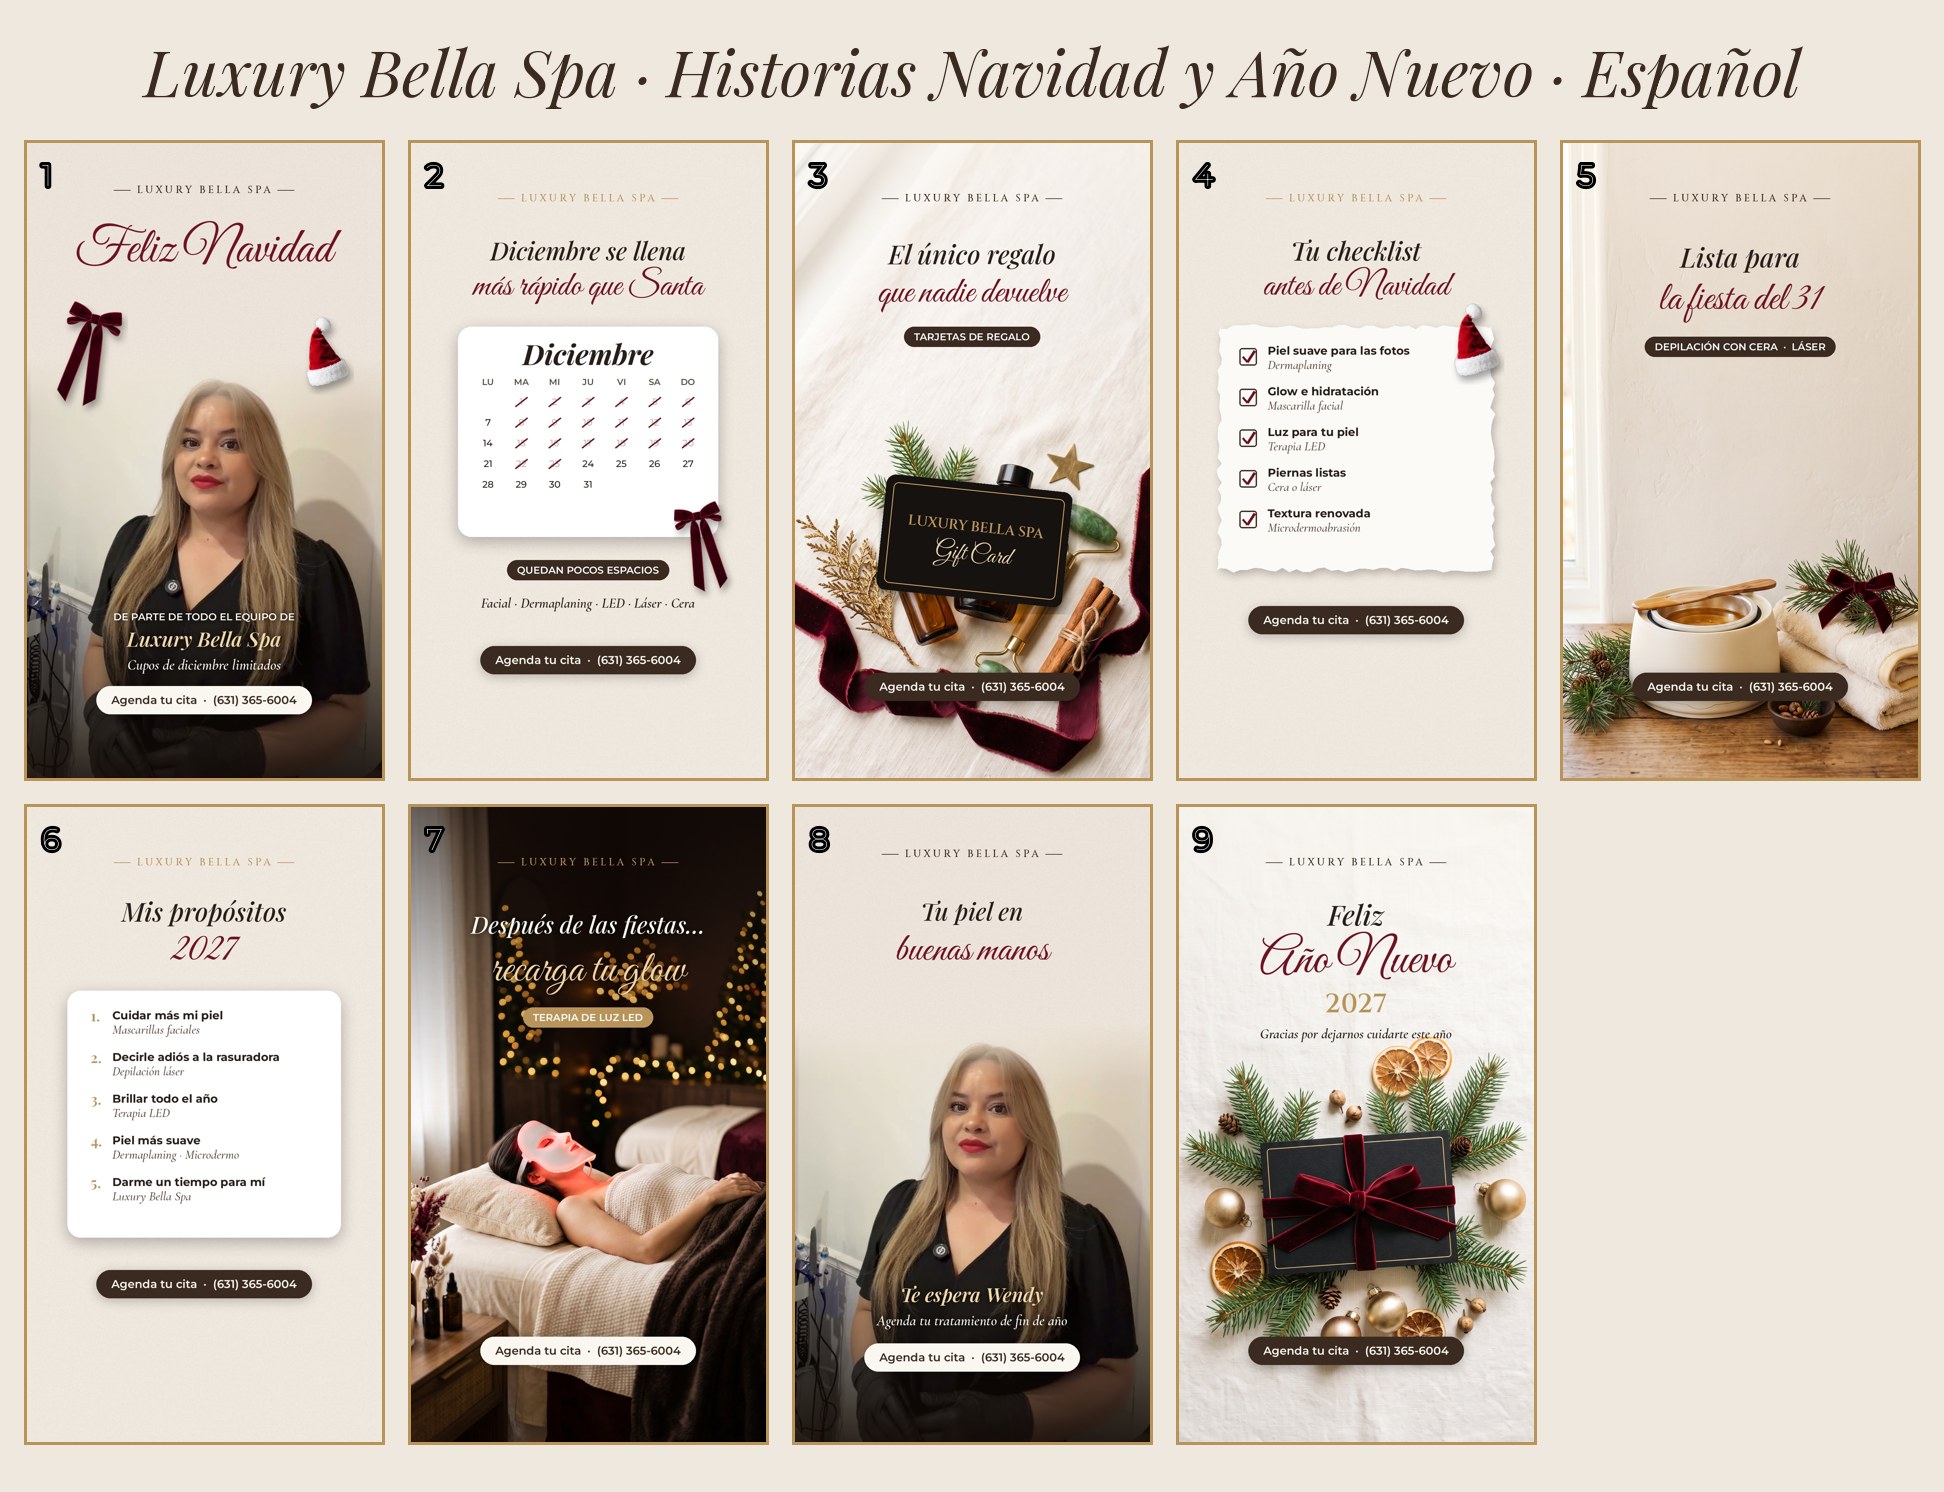 Luxury Bella Spa · Historias Navidad y Año Nuevo · Español
1
LUXURY BELLA SPA
Feliz Navidad
DE PARTE DE TODO EL EQUIPO DE
Luxury Bella Spa
Cupos de diciembre limitados
Agenda tu cita · (631) 365-6004
2
LUXURY BELLA SPA
Diciembre se llena
más rápido que Santa
Diciembre
LU MA MI JU VI SA DO
7
14
21 24 25 26 27
28 29 30 31
QUEDAN POCOS ESPACIOS
Facial · Dermaplaning · LED · Láser · Cera
Agenda tu cita · (631) 365-6004
3
LUXURY BELLA SPA
El único regalo
que nadie devuelve
TARJETAS DE REGALO
LUXURY BELLA SPA
Gift Card
Agenda tu cita · (631) 365-6004
4
LUXURY BELLA SPA
Tu checklist
antes de Navidad
Piel suave para las fotos
Dermaplaning
Glow e hidratación
Mascarilla facial
Luz para tu piel
Terapia LED
Piernas listas
Cera o láser
Textura renovada
Microdermoabrasión
Agenda tu cita · (631) 365-6004
5
LUXURY BELLA SPA
Lista para
la fiesta del 31
DEPILACIÓN CON CERA · LÁSER
Agenda tu cita · (631) 365-6004
6
LUXURY BELLA SPA
Mis propósitos
2027
1. Cuidar más mi piel
Mascarillas faciales
2. Decirle adiós a la rasuradora
Depilación láser
3. Brillar todo el año
Terapia LED
4. Piel más suave
Dermaplaning · Microdermo
5. Darme un tiempo para mí
Luxury Bella Spa
Agenda tu cita · (631) 365-6004
7
LUXURY BELLA SPA
Después de las fiestas...
recarga tu glow
TERAPIA DE LUZ LED
Agenda tu cita · (631) 365-6004
8
LUXURY BELLA SPA
Tu piel en
buenas manos
Te espera Wendy
Agenda tu tratamiento de fin de año
Agenda tu cita · (631) 365-6004
9
LUXURY BELLA SPA
Feliz
Año Nuevo
2027
Gracias por dejarnos cuidarte este año
Agenda tu cita · (631) 365-6004